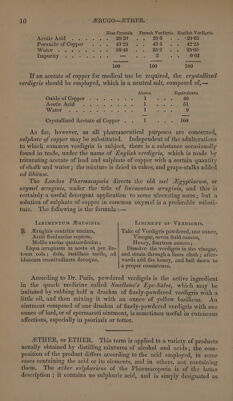 10 ÆRUGO—ÆTHER.
Blue Crystals. French Verdigris. English Verdigris.
Acetic Acid - - - 28·30 . . 29·3 . . 29·62
Peroxide of Copper - - 43·25 . . 43·5 . . 44·25
Water - - - 28·45 . . 25·2 . . 25·51
Impurity - - - — . . 2 . . 0·62
100 100 100
If an acetate of copper for medical use be required, the crystallized
verdigris should be employed, which is a neutral salt, composed of,—
Atoms. Equivalents.
Oxide of Copper - - - 1 . . . 40
Acetic Acid - - - 1 . . . 51
Water - - - 1 . . . 9
Crystallized Acetate of Copper - 1 . . . 100
As far, however, as all pharmaceutical purposes are concerned,
sulphate of copper may be substituted. Independent of the adulterations
to which common verdigris is subject, there is a substance occasionally
found in trade, under the name of English verdigris, which is made by
triturating acetate of lead and sulphate of copper with a certain quantity
of chalk and water; the mixture is dried in cakes, and grape-stalks added
ad libitum.
The London Pharmacopœia directs the old mel Ægyptiacum, or
oxymel æruginis, under the title of linimentum æruginis, and this is
certainly a useful detergent application to some ulcerating sores; but a
solution of sulphate of copper in common oxymel is a preferable substi-
tute. The following is the formula:—
LINIMENTUM ÆRUGINIS.
℞ Æruginis contritæ unciam,
Aceti fluiduncias septem,
Mellis uncias quatuordecim;
Liqua æruginem in aceto et per lin-
teum cola; dein, instillato melle, ad
idoneam crassitudinem decoque.
LINIMENT OF VERDIGRIS.
Take of Verdigris powdered, one ounce,
Vinegar, seven fluid ounces,
Honey, fourteen ounces;
Dissolve the verdigris in the vinegar,
and strain through a linen cloth; after-
wards add the honey, and boil down to
a proper consistence.
According to Dr. Paris, powdered verdigris is the active ingredient
in the quack medicine called Smellome's Eye-Salve, which may be
imitated by rubbing half a drachm of finely-powdered verdigris with a
little oil, and then mixing it with an ounce of yellow basilicon. An
ointment composed of one drachm of finely-powdered verdigris with one
ounce of lard, or of spermaceti ointment, is sometimes useful in cutaneous
affections, especially in psoriasis or tetter.
ÆTHER, or ETHER. This term is applied to a variety of products
usually obtained by distilling mixtures of alcohol and acids; the com-
position of the product differs according to the acid employed, in some
cases containing the acid or its elements, and in others, not containing
them. The æther sulphuricus of the Pharmacopœia is of the latter
description; it contains no sulphuric acid, and is simply designated as